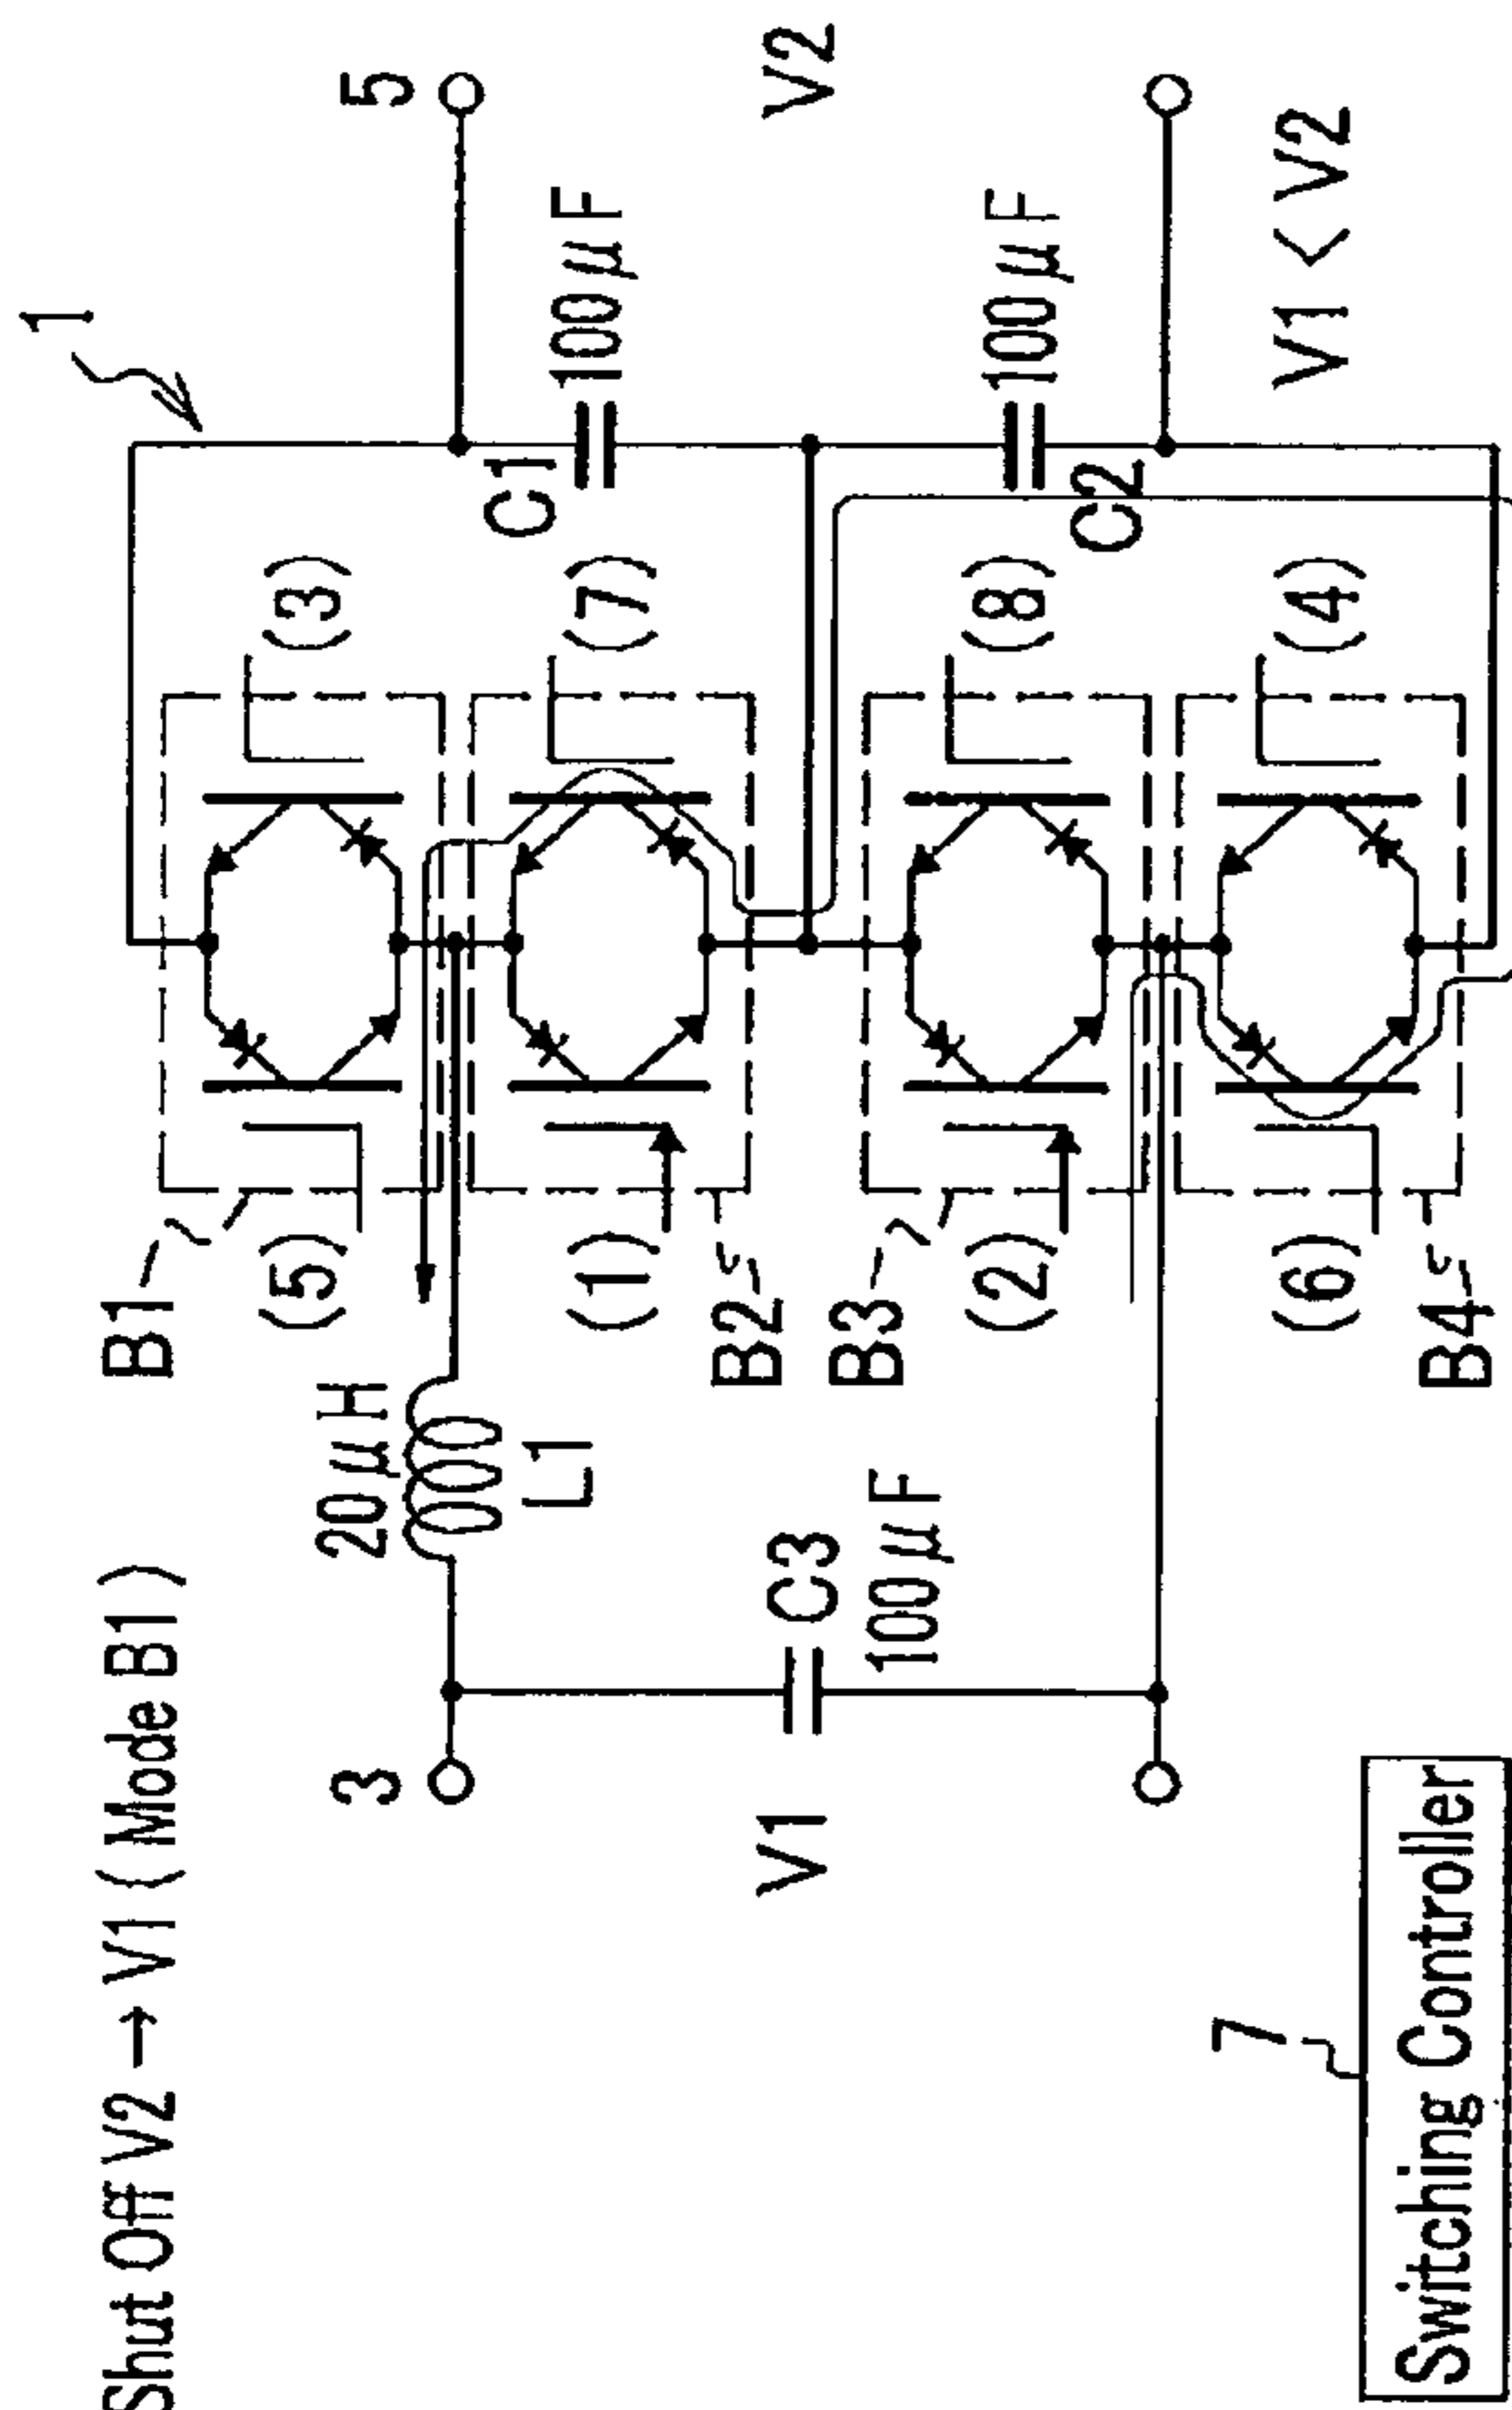 Shut Off V2 → V1 ( Mode B1 )
1
B1
(5)
(3)
20μH
L1
3
5
C1
100μF
(1)
(7)
B2
V1
C3
100μF
V2
B3
(2)
(8)
100μF
C2
(6)
(4)
B4
V1 < V2
7
Switching Controller